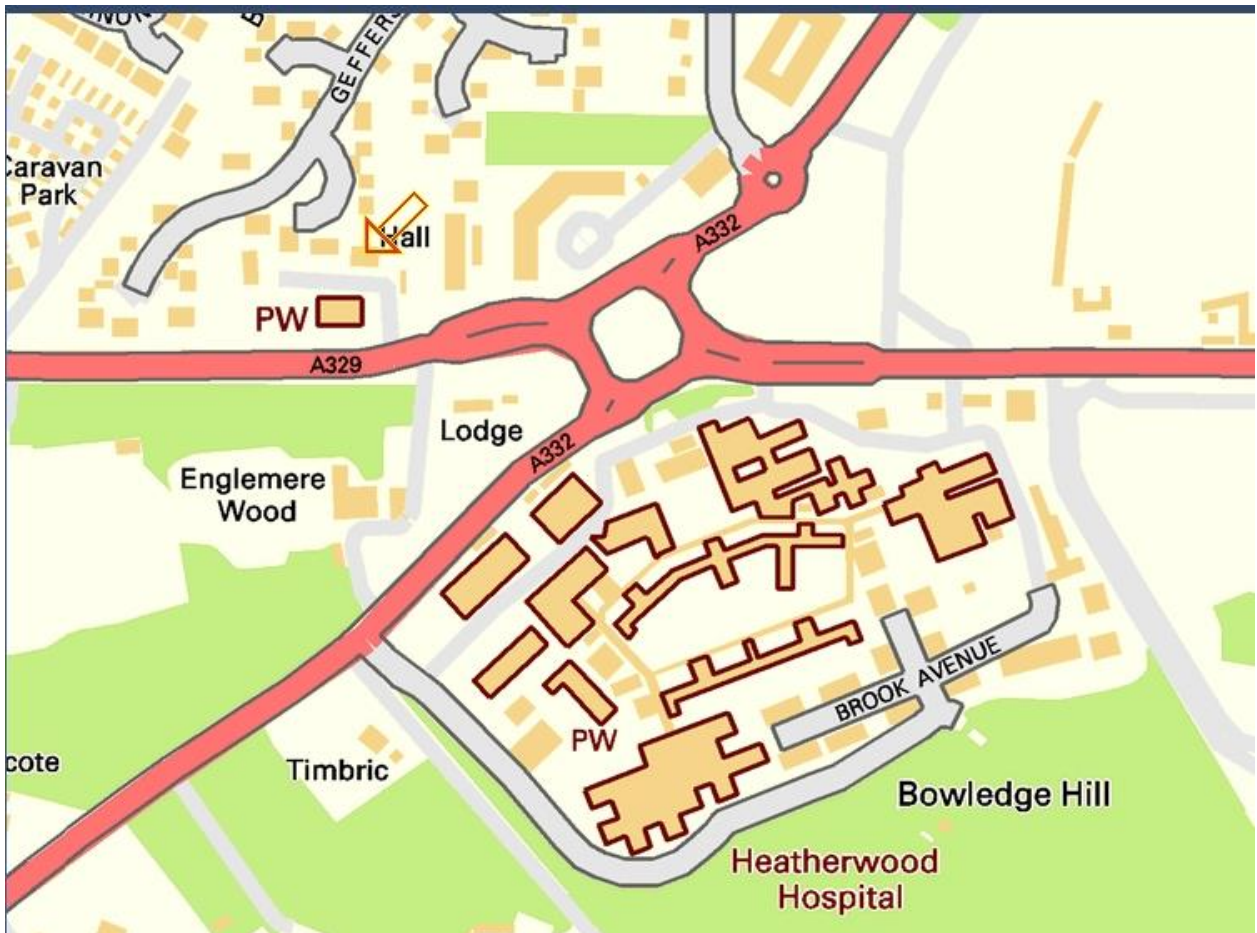 GEFFERS
Caravan
Park
Hall
A332
PW
A329
Lodge
A332
Englemere
Wood
BROOK AVENUE
PW
cote
Timbric
Bowledge Hill
Heatherwood
Hospital